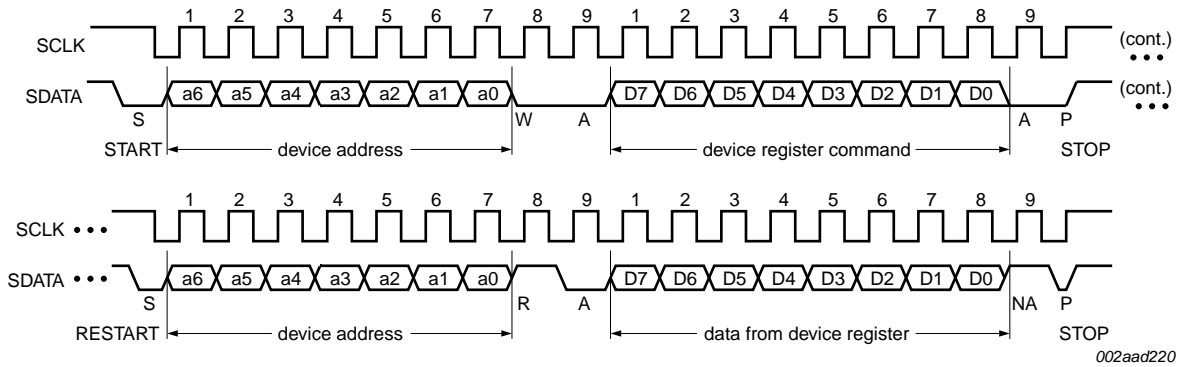 1 2 3 4 5 6 7 8 9 1 2 3 4 5 6 7 8 9
SCLK (cont.)
SDATA a6 a5 a4 a3 a2 a1 a0 D7 D6 D5 D4 D3 D2 D1 D0 (cont.)
S W A A P
START device address device register command STOP
1 2 3 4 5 6 7 8 9 1 2 3 4 5 6 7 8 9
SCLK
SDATA a6 a5 a4 a3 a2 a1 a0 D7 D6 D5 D4 D3 D2 D1 D0
S R A NA P
RESTART device address data from device register STOP
002aad220